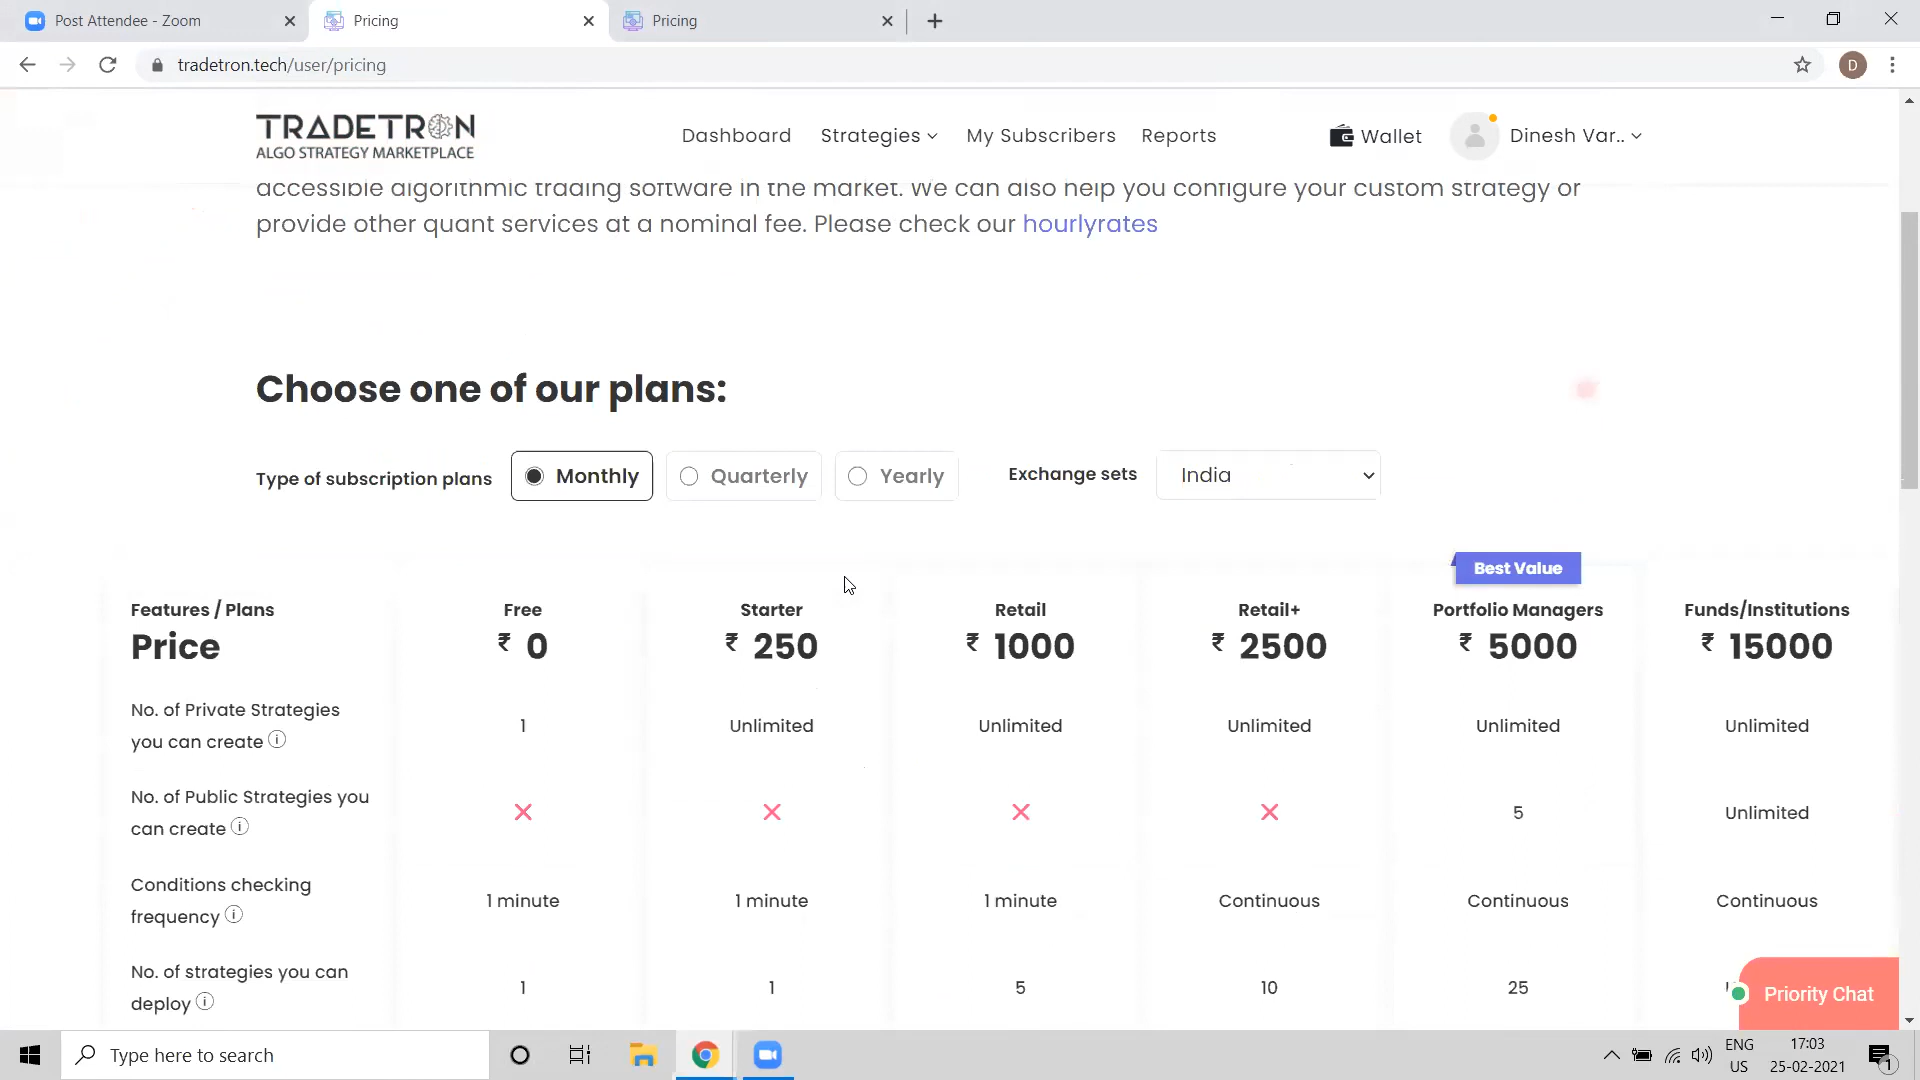 Post Attendee - Zoom
Pricing
Pricing
tradetron.tech/user/pricing
TRADETRON
ALGO STRATEGY MARKETPLACE
Dashboard
Strategies
My Subscribers
Reports
Wallet
Dinesh Var..
D
accessible algorithmic trading software in the market. We can also help you configure your custom strategy or
provide other quant services at a nominal fee. Please check our hourlyrates
Choose one of our plans:
Type of subscription plans
Monthly
Quarterly
Yearly
Exchange sets
India
Best Value
Features / Plans Free Starter Retail Retail+ Portfolio Managers Funds/Institutions
Price ₹ 0 ₹ 250 ₹ 1000 ₹ 2500 ₹ 5000 ₹ 15000
No. of Private Strategies
you can create
1 Unlimited Unlimited Unlimited Unlimited Unlimited
No. of Public Strategies you
can create
5 Unlimited
Conditions checking
frequency
1 minute 1 minute 1 minute Continuous Continuous Continuous
No. of strategies you can
deploy
1 1 5 10 25
Priority Chat
Type here to search
ENG
US
17:03
25-02-2021
1